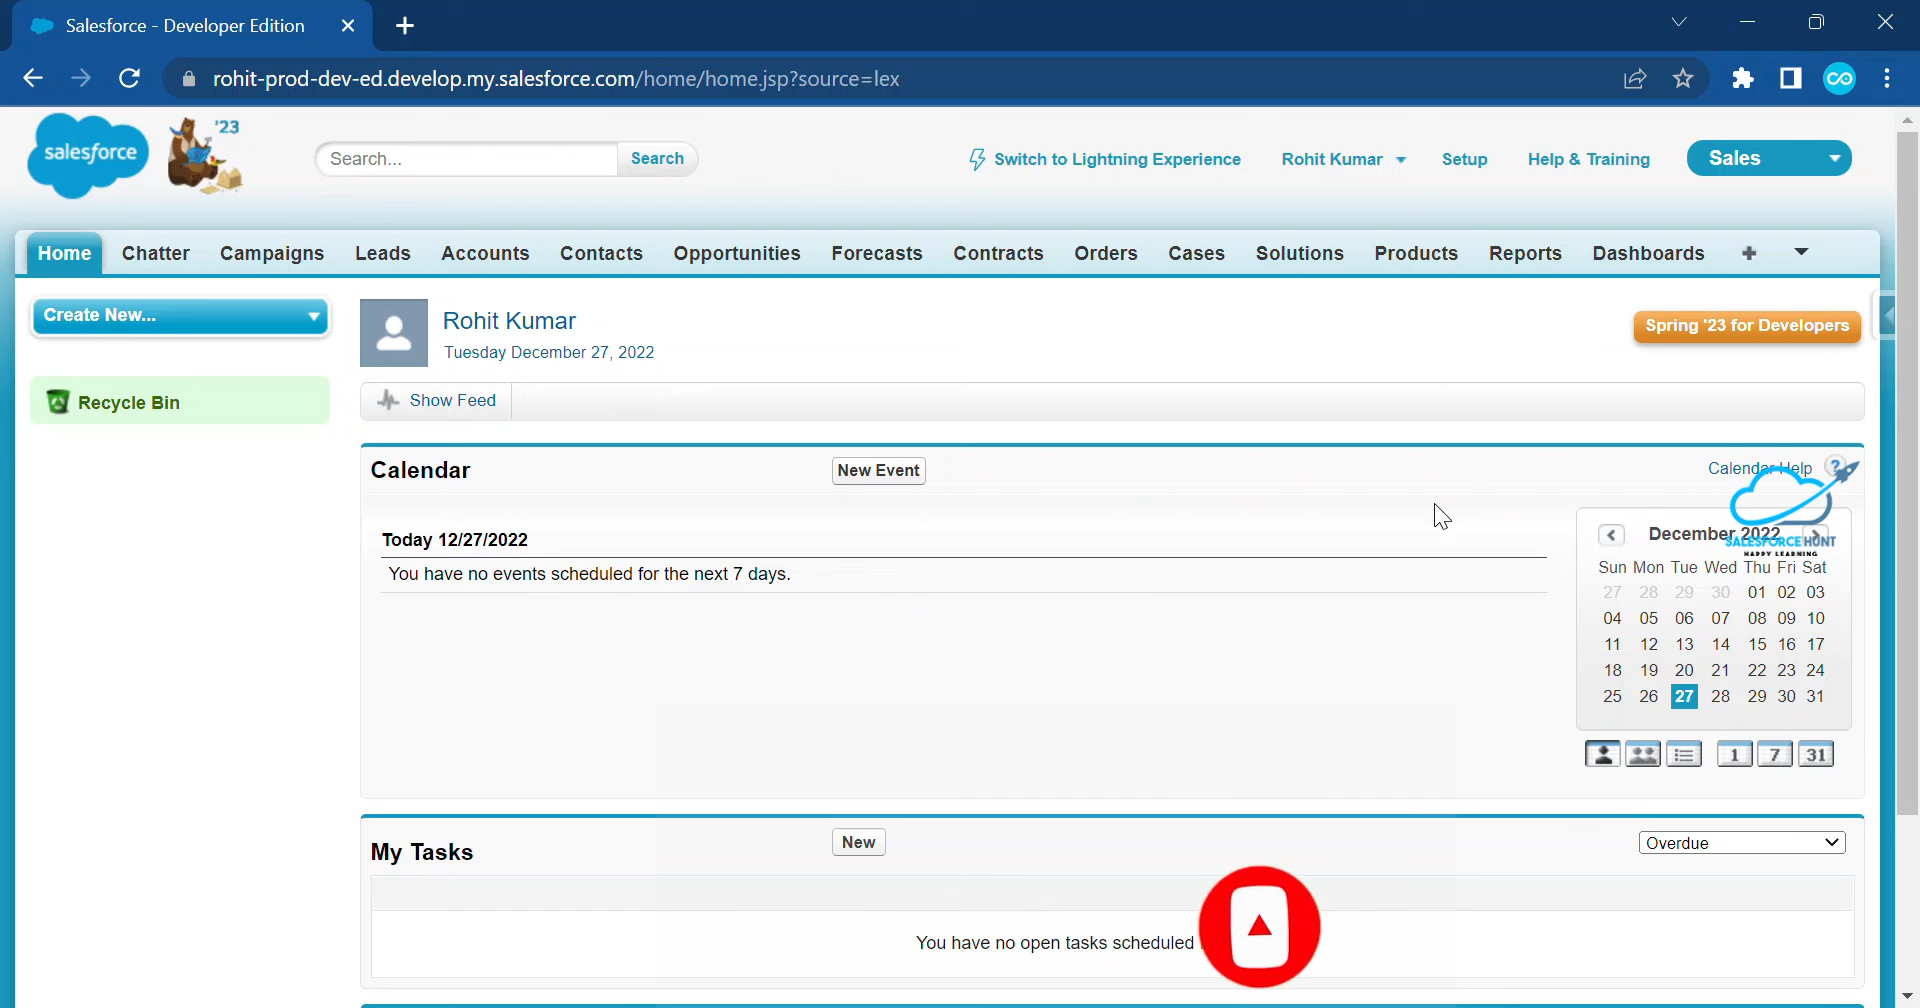 Salesforce - Developer Edition
rohit-prod-dev-ed.develop.my.salesforce.com/home/home.jsp?source=lex
salesforce '23 Search... Search Switch to Lightning Experience Rohit Kumar Setup Help & Training Sales
Home Chatter Campaigns Leads Accounts Contacts Opportunities Forecasts Contracts Orders Cases Solutions Products Reports Dashboards +
Create New...
Rohit Kumar
Tuesday December 27, 2022
Spring '23 for Developers
Recycle Bin
Show Feed
Calendar
New Event
Calendar Help ?
Today 12/27/2022
You have no events scheduled for the next 7 days.
December 2022
SALESFORCE HUNT
HAPPY LEARNING
Sun Mon Tue Wed Thu Fri Sat
27 28 29 30 01 02 03
04 05 06 07 08 09 10
11 12 13 14 15 16 17
18 19 20 21 22 23 24
25 26 27 28 29 30 31
1 7 31
My Tasks
New
Overdue
You have no open tasks scheduled